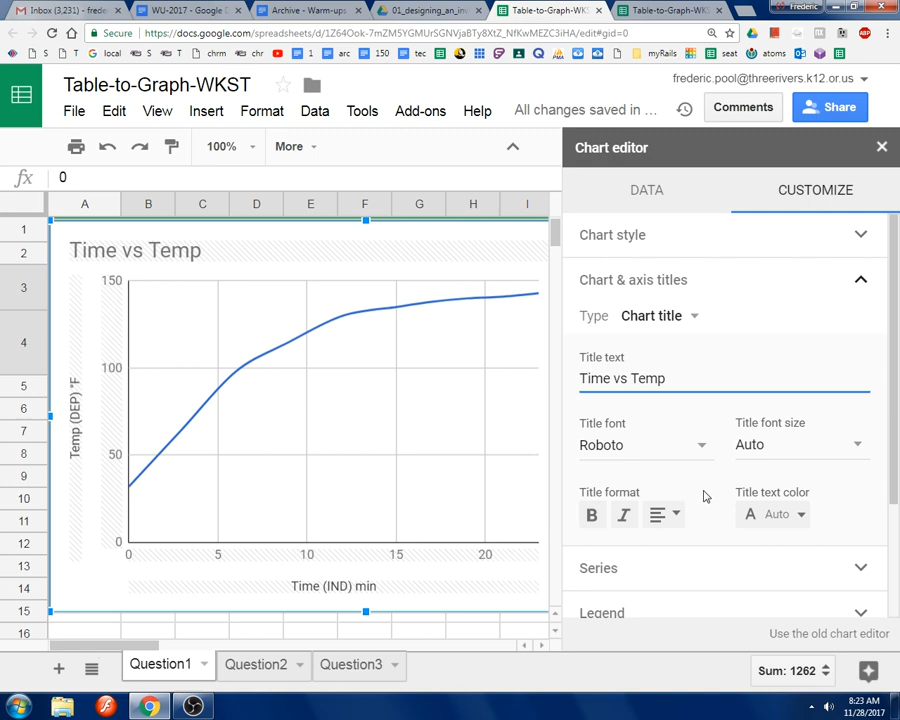 Inbox (3,231) - frederic
WU-2017 - Google D
Archive - Warm-ups
01_designing_an_inv
Table-to-Graph-WKS
Table-to-Graph-WKS
Frederic
Secure https://docs.google.com/spreadsheets/d/1Z64Ook-7mZM5YGMUrSGNVjaBTy8XtZ_NfKwMEZC3iHA/edit#gid=0
S T local chrm chr 1 arc 150 tec myRails seat atoms
Table-to-Graph-WKST
frederic.pool@threerivers.k12.or.us
File Edit View Insert Format Data Tools Add-ons Help All changes saved in ... Comments Share
100% More
Chart editor
fx 0
DATA CUSTOMIZE
A B C D E F G H I
1
2
3
4
5
6
7
8
9
10
11
12
13
14
15
16
Time vs Temp
150
100
50
0
Temp (DEP) °F
0 5 10 15 20
Time (IND) min
Chart style
Chart & axis titles
Type Chart title
Title text
Time vs Temp
Title font Title font size
Roboto Auto
Title format Title text color
B I A Auto
Series
Legend
Use the old chart editor
Question1 Question2 Question3 Sum: 1262
8:23 AM
11/28/2017